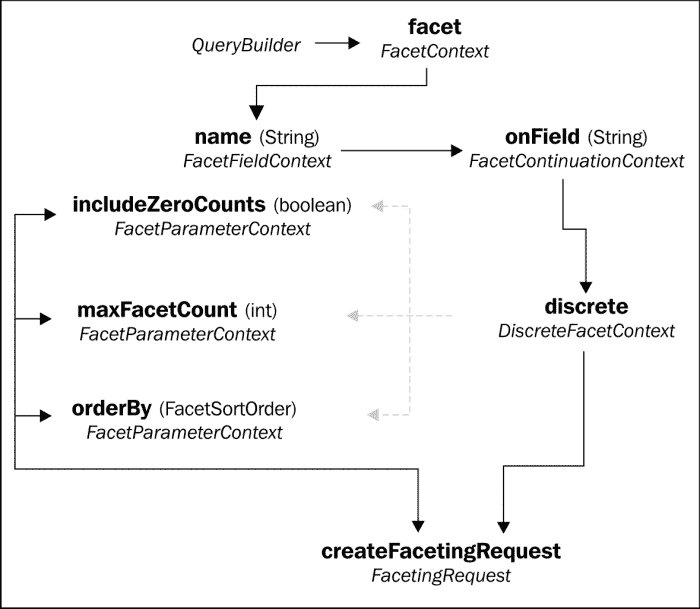 facet
QueryBuilder
FacetContext
name (String)
FacetFieldContext
onField (String)
FacetContinuationContext
includeZeroCounts (boolean)
FacetParameterContext
maxFacetCount (int)
FacetParameterContext
discrete
DiscreteFacetContext
orderBy (FacetSortOrder)
FacetParameterContext
createFacetingRequest
FacetingRequest